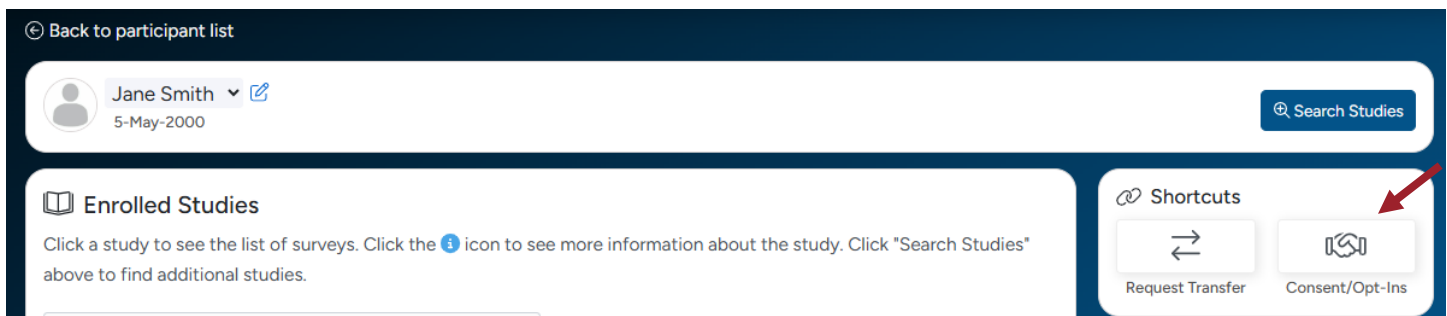 Back to participant list
Jane Smith
5-May-2000
Search Studies
Enrolled Studies
Click a study to see the list of surveys. Click the i icon to see more information about the study. Click "Search Studies"
above to find additional studies.
Shortcuts
Request Transfer
Consent/Opt-Ins